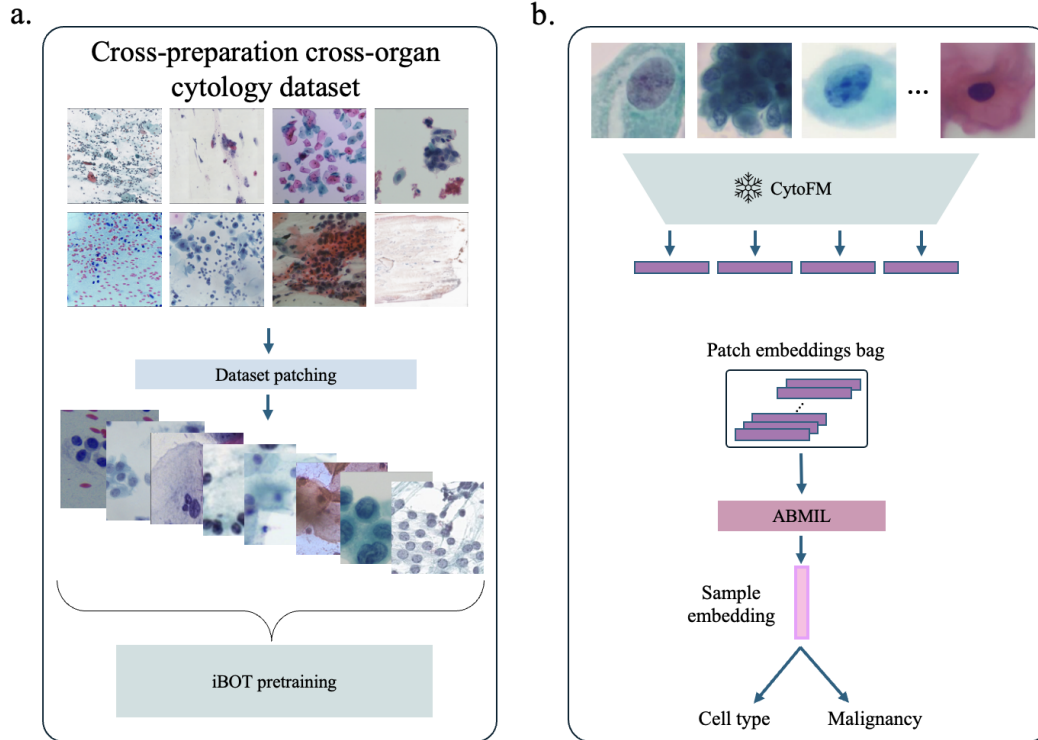 a.
Cross-preparation cross-organ
cytology dataset
Dataset patching
iBOT pretraining
b.
...
CytoFM
Patch embeddings bag
...
ABMIL
Sample
embedding
Cell type
Malignancy